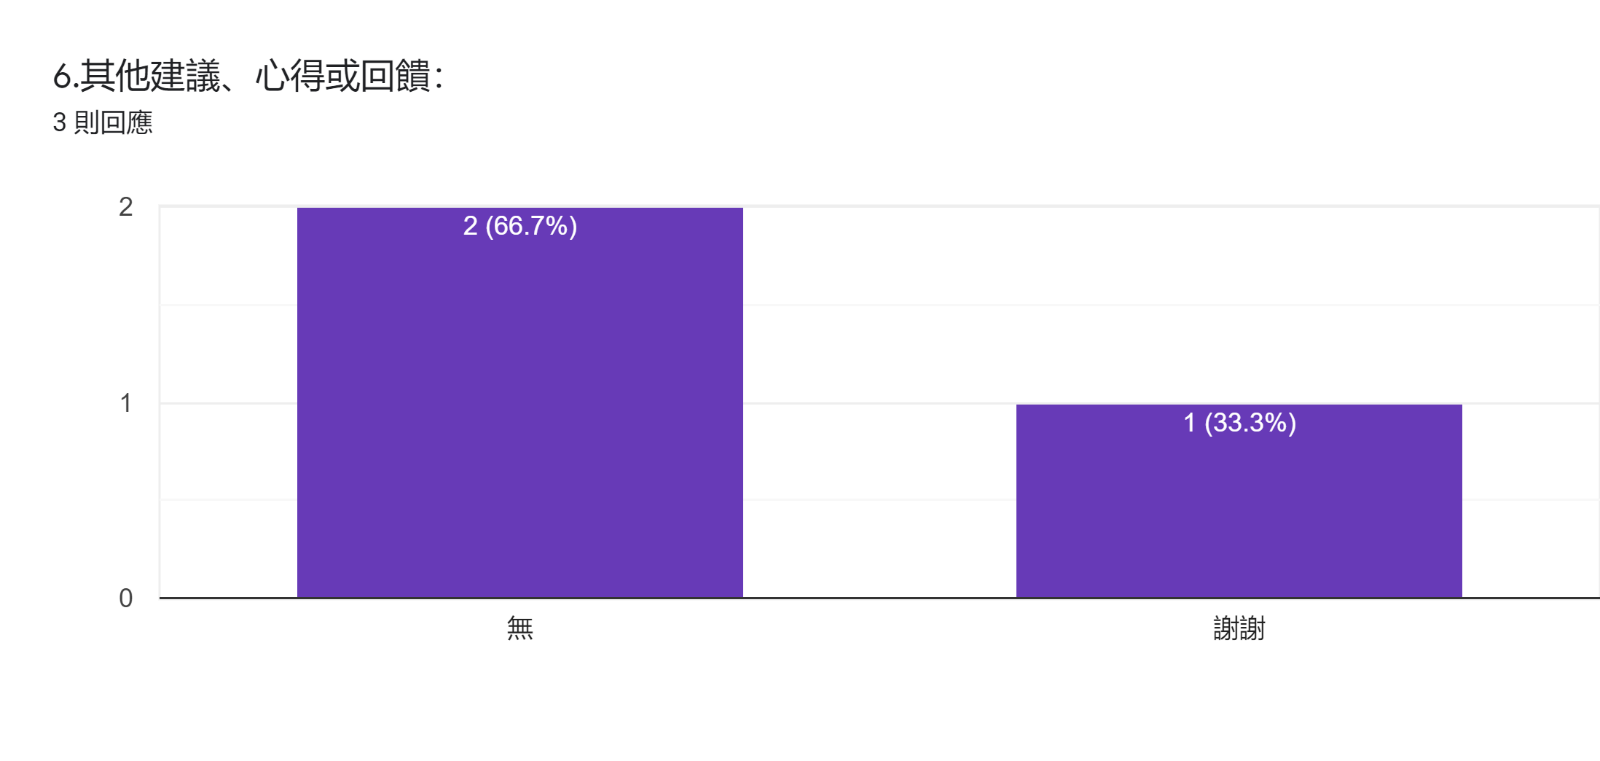 6.其他建議、心得或回饋：
3 則回應
2
2 (66.7%)
1
1 (33.3%)
0
無
謝謝